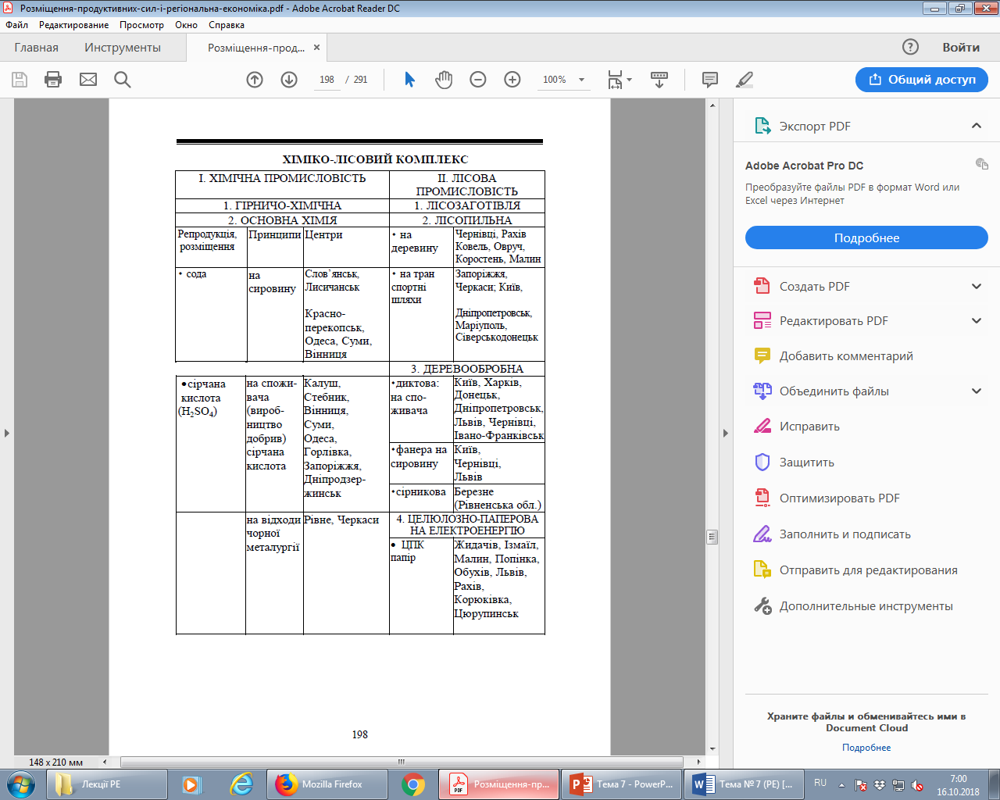 Розміщення-продуктивних-сил-і-регіональна-економіка.pdf - Adobe Acrobat Reader DC
Файл Редактирование Просмотр Окно Справка
Главная Инструменты Розміщення-прод... × ? Войти
198 / 291 100% Общий доступ
ХІМІКО-ЛІСОВИЙ КОМПЛЕКС
І. ХІМІЧНА ПРОМИСЛОВІСТЬ
ІІ. ЛІСОВА
ПРОМИСЛОВІСТЬ
1. ГІРНИЧО-ХІМІЧНА
1. ЛІСОЗАГОТІВЛЯ
2. ОСНОВНА ХІМІЯ
2. ЛІСОПИЛЬНА
Репродукція,
розміщення
Принципи
Центри
• на
деревину
Чернівці, Рахів
Ковель, Овруч,
Коростень, Малин
• сода
на
сировину
Слов’янськ,
Лисичанськ
Красно-
перекопськ,
Одеса, Суми,
Вінниця
• на тран
спортні
шляхи
Запоріжжя,
Черкаси; Київ,
Дніпропетровськ,
Маріуполь,
Сіверськодонецьк
3. ДЕРЕВООБРОБНА
•сірчана
кислота
(H₂SO₄)
на спожи-
вача
(вироб-
ництво
добрив)
сірчана
кислота
Калуш,
Стебник,
Вінниця,
Суми,
Одеса,
Горлівка,
Запоріжжя,
Дніпродзер-
жинськ
•диктова:
на спо-
живача
Київ, Харків,
Донецьк,
Дніпропетровськ,
Львів, Чернівці,
Івано-Франківськ
•фанера на
сировину
Київ,
Чернівці,
Львів
•сірникова
Березне
(Рівненська обл.)
на відходи
чорної
металургії
Рівне, Черкаси
4. ЦЕЛЮЛОЗНО-ПАПЕРОВА
НА ЕЛЕКТРОЕНЕРГІЮ
• ЦПК
папір
Жидачів, Ізмаїл,
Малин, Попінка,
Обухів, Львів,
Рахів,
Корюківка,
Цюрупинськ
198
148 x 210 мм
Экспорт PDF
Adobe Acrobat Pro DC
Преобразуйте файлы PDF в формат Word или
Excel через Интернет
Подробнее
Создать PDF
Редактировать PDF
Добавить комментарий
Объединить файлы
Исправить
Защитить
Оптимизировать PDF
Заполнить и подписать
Отправить для редактирования
Дополнительные инструменты
Храните файлы и обменивайтесь ими в
Document Cloud
Подробнее
Лекції РЕ
Mozilla Firefox
PDF
Розміщення-пр...
Тема 7 - PowerP...
Тема № 7 (РЕ) [...
RU
7:00
16.10.2018